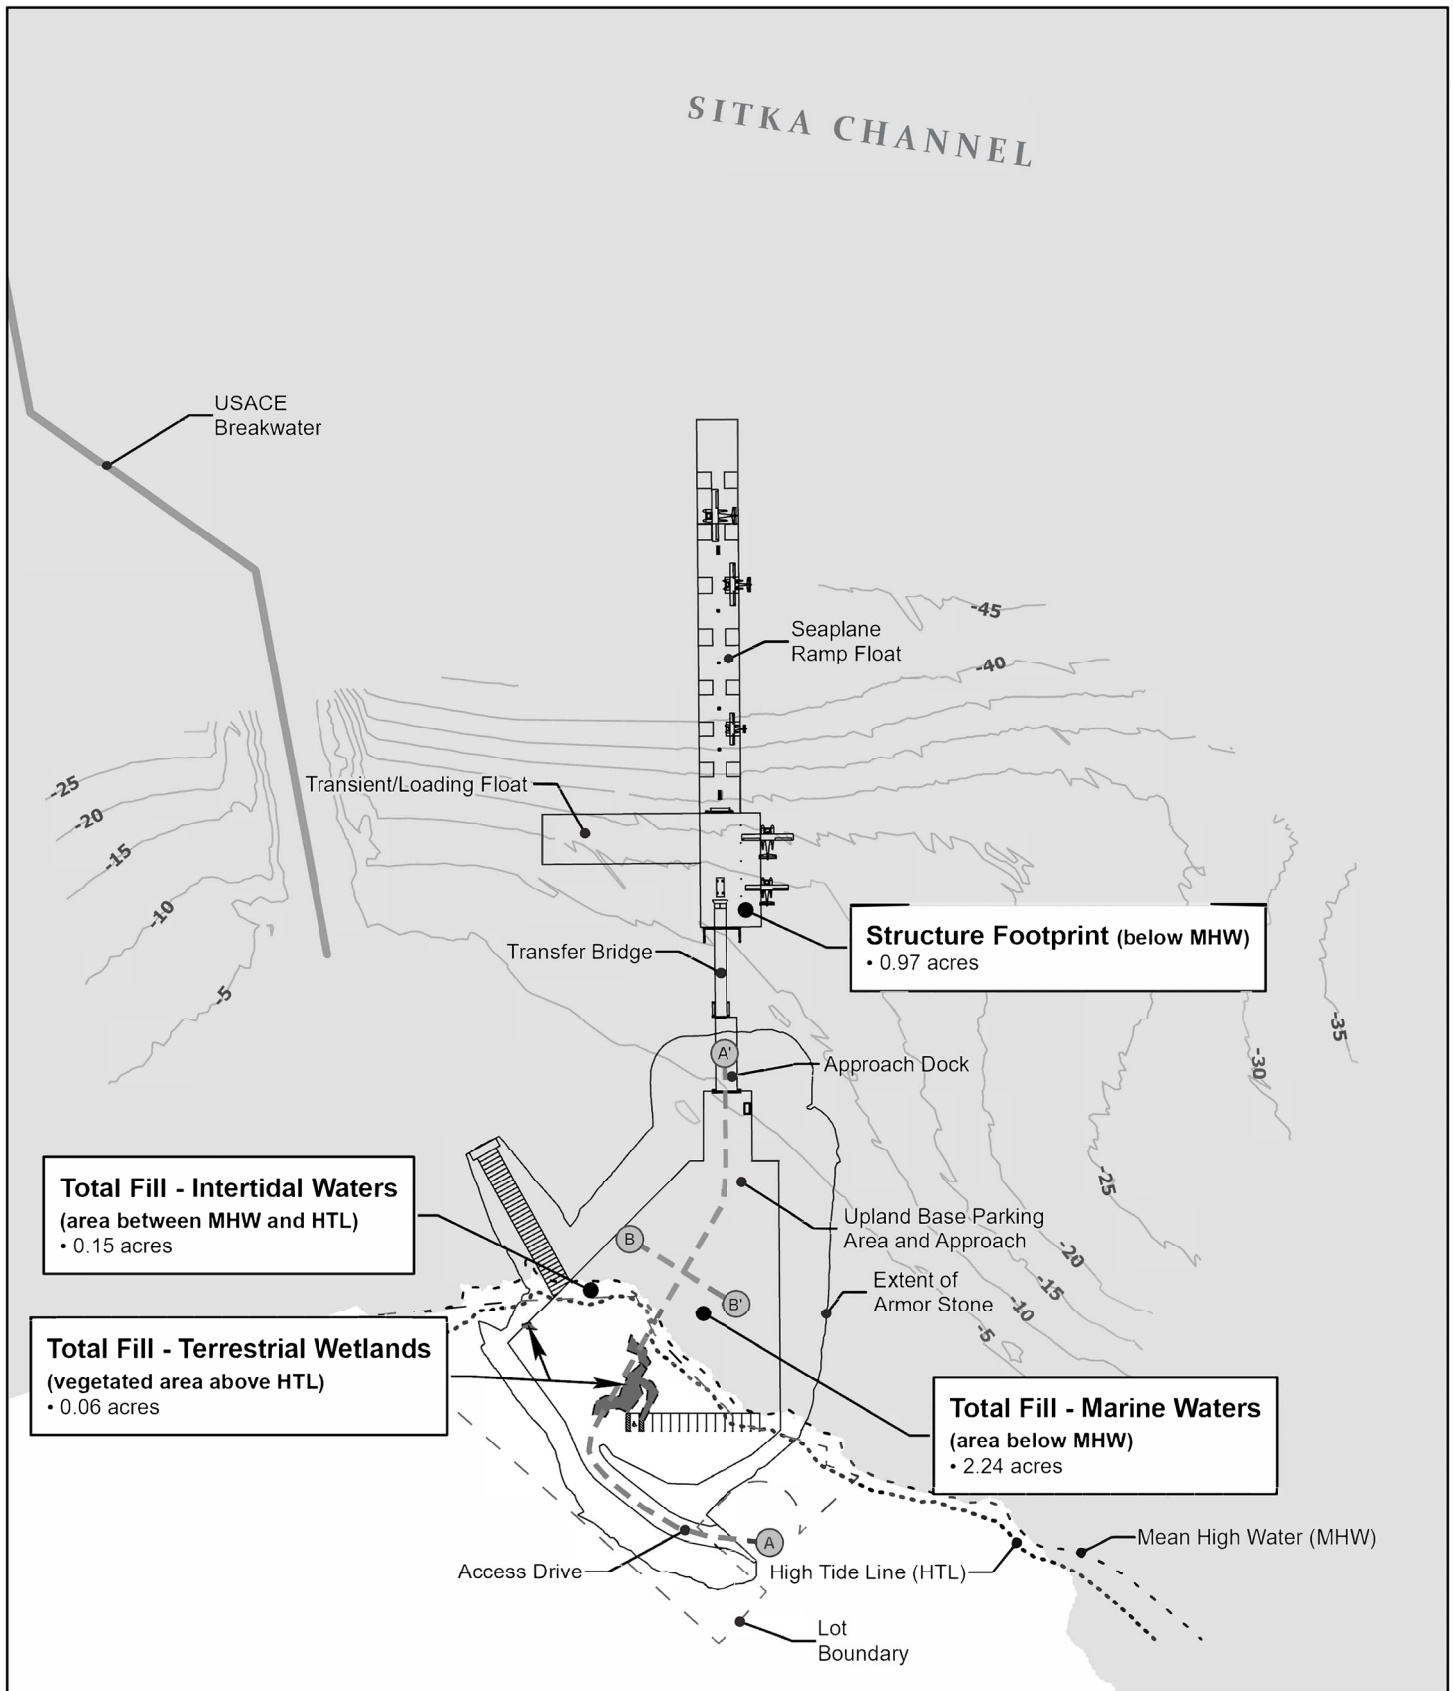 SITKA CHANNEL
USACE
Breakwater
-45
Seaplane
Ramp Float
-40
Transient/Loading Float
-25
-20
-15
-10
-5
Structure Footprint (below MHW)
• 0.97 acres
Transfer Bridge
-35
-30
A'
Approach Dock
Total Fill - Intertidal Waters
(area between MHW and HTL)
• 0.15 acres
-25
Upland Base Parking
Area and Approach
B
-20
Extent of
Armor Stone
-15
B'
-10
-5
Total Fill - Terrestrial Wetlands
(vegetated area above HTL)
• 0.06 acres
Total Fill - Marine Waters
(area below MHW)
• 2.24 acres
A
Mean High Water (MHW)
Access Drive
High Tide Line (HTL)
Lot
Boundary